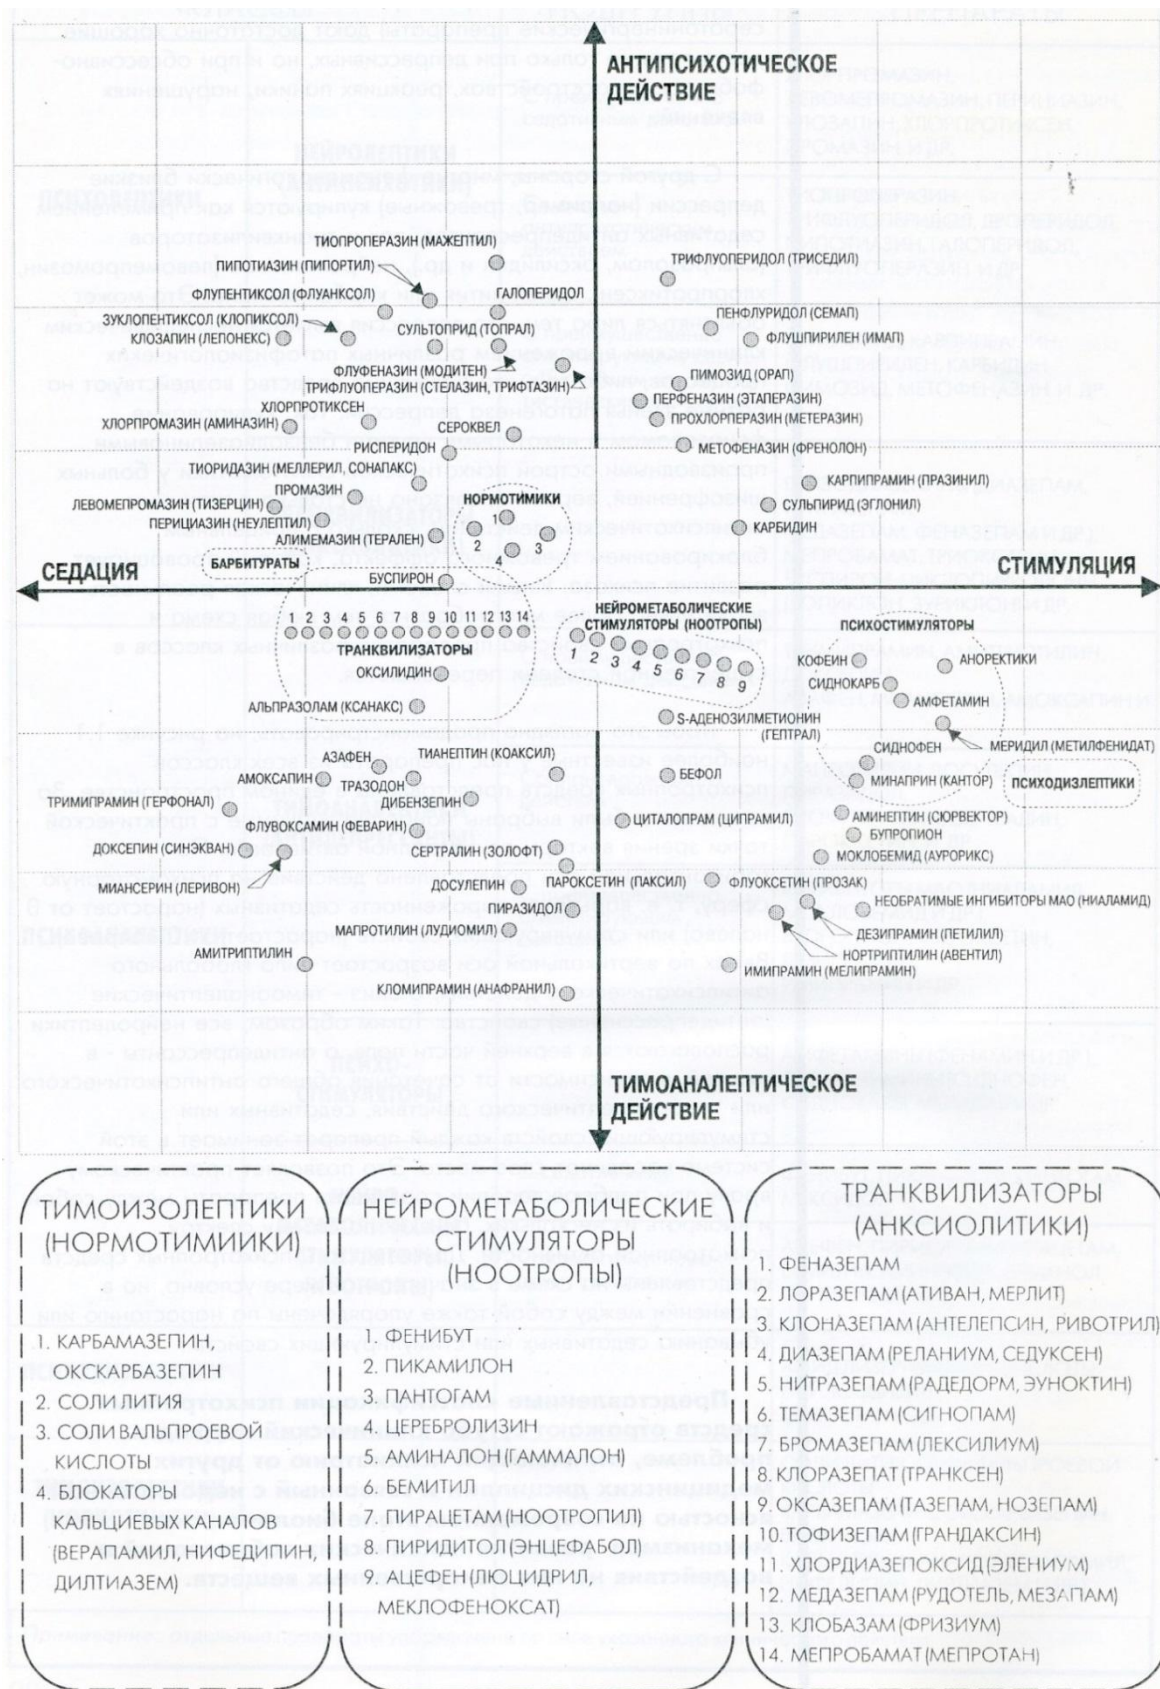 АНТИПСИХОТИЧЕСКОЕ
ДЕЙСТВИЕ
ТИОПРОПЕРАЗИН (МАЖЕПТИЛ)
ТРИФЛУОПЕРИДОЛ (ТРИСЕДИЛ)
ПИПОТИАЗИН (ПИПОРТИЛ)
ФЛУПЕНТИКСОЛ (ФЛУАНКСОЛ)
ГАЛОПЕРИДОЛ
ПЕНФЛУРИДОЛ (СЕМАП)
ЗУКЛОПЕНТИКСОЛ (КЛОПИКСОЛ)
КЛОЗАПИН (ЛЕПОНЕКС)
СУЛЬТОПРИД (ТОПРАЛ)
ФЛУШПИРИЛЕН (ИМАП)
ФЛУФЕНАЗИН (МОДИТЕН)
ТРИФЛУОПЕРАЗИН (СТЕЛАЗИН, ТРИФТАЗИН)
ПИМОЗИД (ОРАП)
ПЕРФЕНАЗИН (ЭТАПЕРАЗИН)
ХЛОРПРОТИКСЕН
ХЛОРПРОМАЗИН (АМИНАЗИН)
СЕРОКВЕЛ
ПРОХЛОРПЕРАЗИН (МЕТЕРАЗИН)
РИСПЕРИДОН
МЕТОФЕНАЗИН (ФРЕНОЛОН)
ТИОРИДАЗИН (МЕЛЛЕРИЛ, СОНАПАКС)
КАРПИПРАМИН (ПРАЗИНИЛ)
ПРОМАЗИН
НОРМОТИМИКИ
ЛЕВОМЕПРОМАЗИН (ТИЗЕРЦИН)
СУЛЬПИРИД (ЭГЛОНИЛ)
1
ПЕРИЦИАЗИН (НЕУЛЕПТИЛ)
КАРБИДИН
АЛИМЕМАЗИН (ТЕРАЛЕН)
2 3
4
БАРБИТУРАТЫ
СЕДАЦИЯ
БУСПИРОН
СТИМУЛЯЦИЯ
1 2 3 4 5 6 7 8 9 10 11 12 13 14
ТРАНКВИЛИЗАТОРЫ
НЕЙРОМЕТАБОЛИЧЕСКИЕ
СТИМУЛЯТОРЫ (НООТРОПЫ)
1 2 3 4 5 6 7 8 9
ПСИХОСТИМУЛЯТОРЫ
КОФЕИН
АНОРЕКТИКИ
ОКСИЛИДИН
СИДНОКАРБ
АМФЕТАМИН
АЛЬПРАЗОЛАМ (КСАНАКС)
S-АДЕНОЗИЛМЕТИОНИН
(ГЕПТРАЛ)
СИДНОФЕН
МЕРИДИЛ (МЕТИЛФЕНИДАТ)
АЗАФЕН
ТИАНЕПТИН (КОАКСИЛ)
БЕФОЛ
МИНАПРИН (КАНТОР)
ПСИХОДИЗЛЕПТИКИ
АМОКСАПИН
ТРАЗОДОН
ТРИМИПРАМИН (ГЕРФОНАЛ)
ДИБЕНЗЕПИН
ЦИТАЛОПРАМ (ЦИПРАМИЛ)
АМИНЕПТИН (СЮРВЕКТОР)
ФЛУВОКСАМИН (ФЕВАРИН)
БУПРОПИОН
ДОКСЕПИН (СИНЭКВАН)
СЕРТРАЛИН (ЗОЛОФТ)
МОКЛОБЕМИД (АУРОРИКС)
МИАНСЕРИН (ЛЕРИВОН)
ДОСУЛЕПИН
ПАРОКСЕТИН (ПАКСИЛ)
ФЛУОКСЕТИН (ПРОЗАК)
НЕОБРАТИМЫЕ ИНГИБИТОРЫ МАО (НИАЛАМИД)
ПИРАЗИДОЛ
МАПРОТИЛИН (ЛУДИОМИЛ)
ДЕЗИПРАМИН (ПЕТИЛИЛ)
АМИТРИПТИЛИН
НОРТРИПТИЛИН (АВЕНТИЛ)
ИМИПРАМИН (МЕЛИПРАМИН)
КЛОМИПРАМИН (АНАФРАНИЛ)
ТИМОАНАЛЕПТИЧЕСКОЕ
ДЕЙСТВИЕ
ТИМОИЗОЛЕПТИКИ
(НОРМОТИМИИКИ)
1. КАРБАМАЗЕПИН,
ОКСКАРБАЗЕПИН
2. СОЛИ ЛИТИЯ
3. СОЛИ ВАЛЬПРОЕВОЙ
КИСЛОТЫ
4. БЛОКАТОРЫ
КАЛЬЦИЕВЫХ КАНАЛОВ
(ВЕРАПАМИЛ, НИФЕДИПИН,
ДИЛТИАЗЕМ)
НЕЙРОМЕТАБОЛИЧЕСКИЕ
СТИМУЛЯТОРЫ
(НООТРОПЫ)
1. ФЕНИБУТ
2. ПИКАМИЛОН
3. ПАНТОГАМ
4. ЦЕРЕБРОЛИЗИН
5. АМИНАЛОН (ГАММАЛОН)
6. БЕМИТИЛ
7. ПИРАЦЕТАМ (НООТРОПИЛ)
8. ПИРИДИТОЛ (ЭНЦЕФАБОЛ)
9. АЦЕФЕН (ЛЮЦИДРИЛ,
МЕКЛОФЕНОКСАТ)
ТРАНКВИЛИЗАТОРЫ
(АНКСИОЛИТИКИ)
1. ФЕНАЗЕПАМ
2. ЛОРАЗЕПАМ (АТИВАН, МЕРЛИТ)
3. КЛОНАЗЕПАМ (АНТЕЛЕПСИН, РИВОТРИЛ)
4. ДИАЗЕПАМ (РЕЛАНИУМ, СЕДУКСЕН)
5. НИТРАЗЕПАМ (РАДЕДОРМ, ЭУНОКТИН)
6. ТЕМАЗЕПАМ (СИГНОПАМ)
7. БРОМАЗЕПАМ (ЛЕКСИЛИУМ)
8. КЛОРАЗЕПАТ (ТРАНКСЕН)
9. ОКСАЗЕПАМ (ТАЗЕПАМ, НОЗЕПАМ)
10. ТОФИЗЕПАМ (ГРАНДАКСИН)
11. ХЛОРДИАЗЕПОКСИД (ЭЛЕНИУМ)
12. МЕДАЗЕПАМ (РУДОТЕЛЬ, МЕЗАПАМ)
13. КЛОБАЗАМ (ФРИЗИУМ)
14. МЕПРОБАМАТ (МЕПРОТАН)